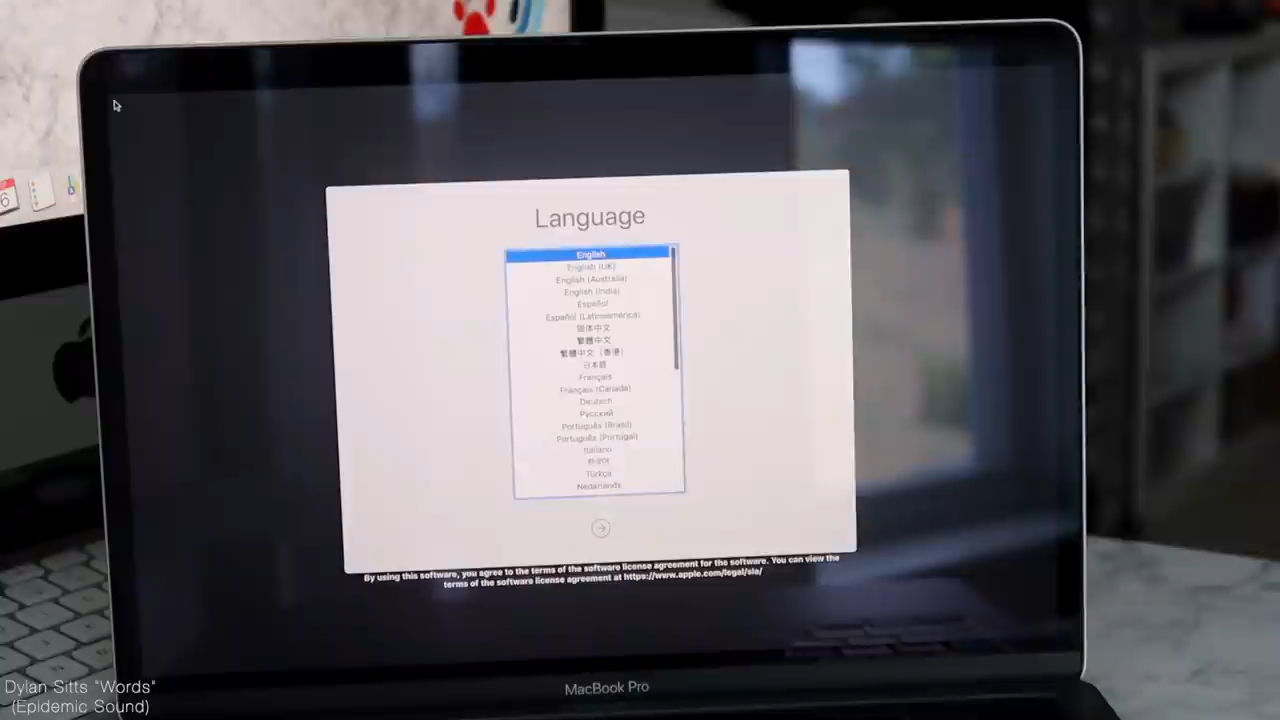 6
Language
English
English (UK)
English (Australia)
English (India)
Español
Español (Latinoamérica)
简体中文
繁體中文
繁體中文（香港）
日本語
Français
Français (Canada)
Deutsch
Русский
Português (Brasil)
Português (Portugal)
Italiano
한국어
Türkçe
Nederlands
By using this software, you agree to the terms of the software license agreement for the software. You can view the
terms of the software license agreement at https://www.apple.com/legal/sla/
MacBook Pro
Dylan Sitts "Words"
(Epidemic Sound)